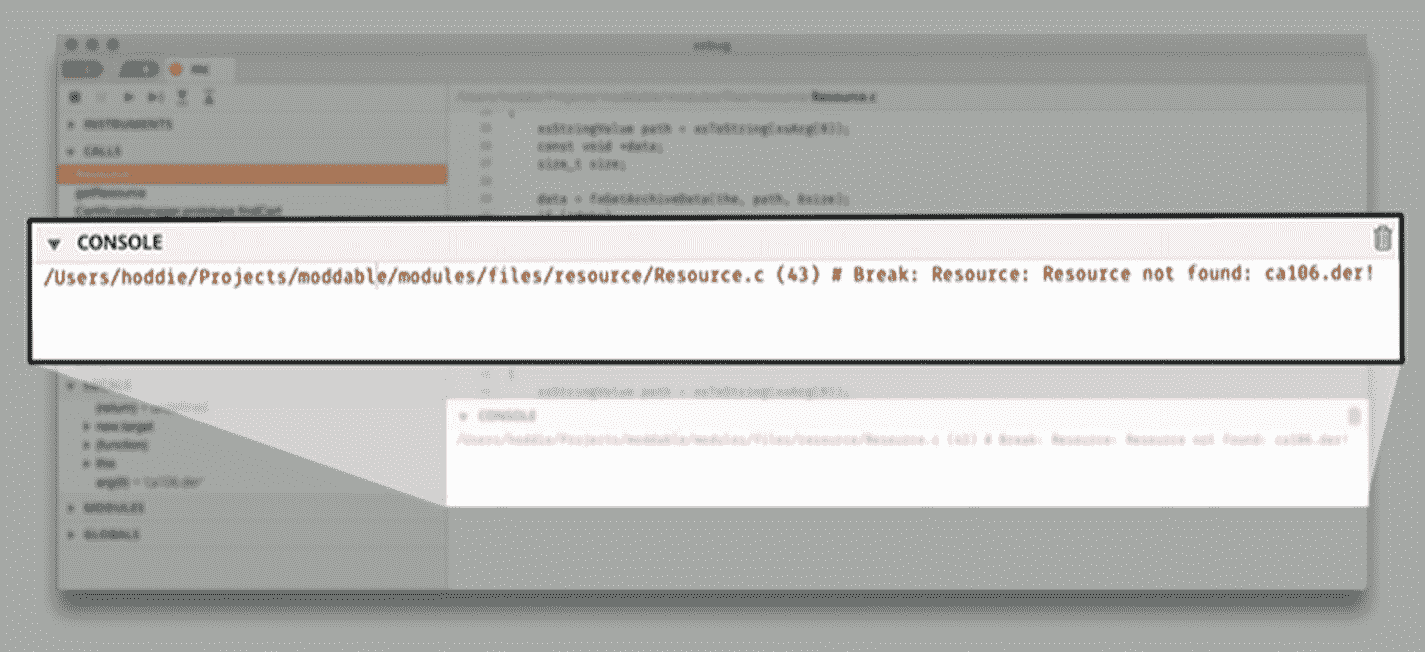 xsbug
Resource.c
INSTRUMENTS
xsStringValue path = xsToString(xsArg(0));
CALLS
const void *data;
size_t size;
getResource
data = fxGetArchiveData(the, path, &size);
CertificateManager.prototype.findCert
CONSOLE
/Users/hoddie/Projects/moddable/modules/files/resource/Resource.c (43) # Break: Resource: Resource not found: ca106.der!
xsStringValue path = xsToString(xsArg(0));
new.target
CONSOLE
(function)
/Users/hoddie/Projects/moddable/modules/files/resource/Resource.c (43) # Break: Resource: Resource not found: ca106.der!
this
arg(0) = "ca106.der"
MODULES
GLOBALS